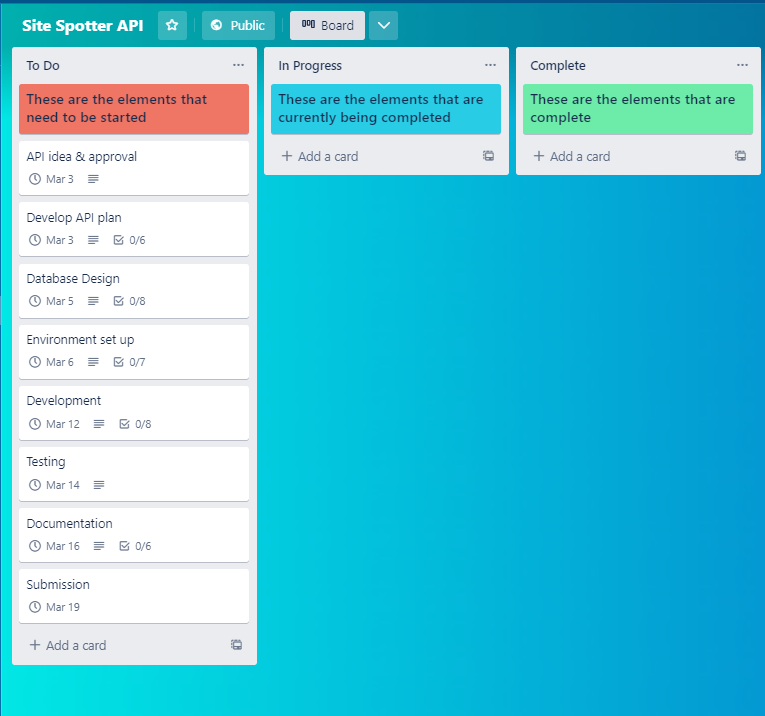 Site Spotter API
Public
Board
To Do
These are the elements that
need to be started
API idea & approval
Mar 3
Develop API plan
Mar 3 0/6
Database Design
Mar 5 0/8
Environment set up
Mar 6 0/7
Development
Mar 12 0/8
Testing
Mar 14
Documentation
Mar 16 0/6
Submission
Mar 19
+ Add a card
In Progress
These are the elements that are
currently being completed
+ Add a card
Complete
These are the elements that are
complete
+ Add a card